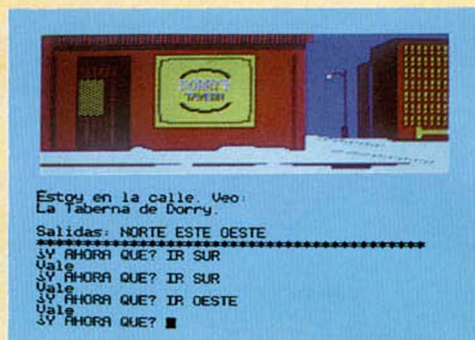 DORRY'S
TAVERN
Estoy en la calle. Veo:
La Taberna de Dorry.
Salidas: NORTE ESTE OESTE
****************************************
¿Y AHORA QUE? IR SUR
Vale
¿Y AHORA QUE? IR SUR
Vale
¿Y AHORA QUE? IR OESTE
Vale
¿Y AHORA QUE?